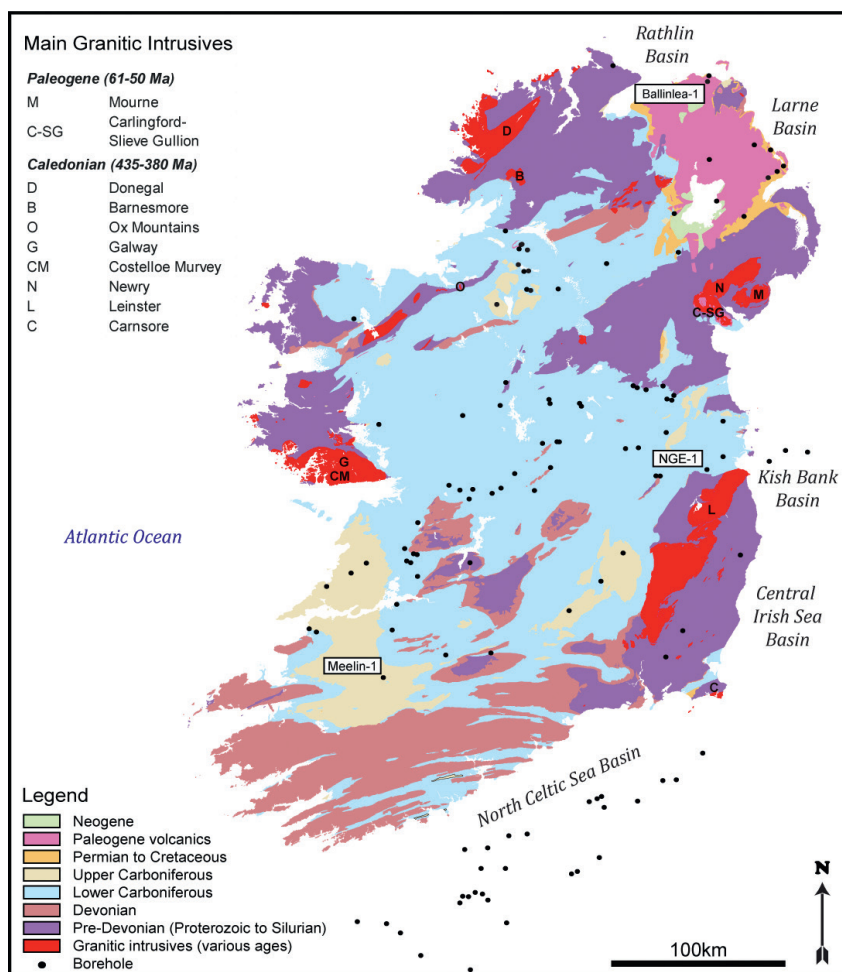 Main Granitic Intrusives
Paleogene (61-50 Ma)
M Mourne
C-SG Carlingford-
Slieve Gullion
Caledonian (435-380 Ma)
D Donegal
B Barnesmore
O Ox Mountains
G Galway
CM Costelloe Murvey
N Newry
L Leinster
C Carnsore
Rathlin
Basin
Ballinlea-1
Larne
Basin
D
B
O
N
M
C-SG
G
CM
NGE-1
Kish Bank
Basin
L
Atlantic Ocean
Central
Irish Sea
Basin
Meelin-1
C
North Celtic Sea Basin
Legend
Neogene
Paleogene volcanics
Permian to Cretaceous
Upper Carboniferous
Lower Carboniferous
Devonian
Pre-Devonian (Proterozoic to Silurian)
Granitic intrusives (various ages)
Borehole
N
100km